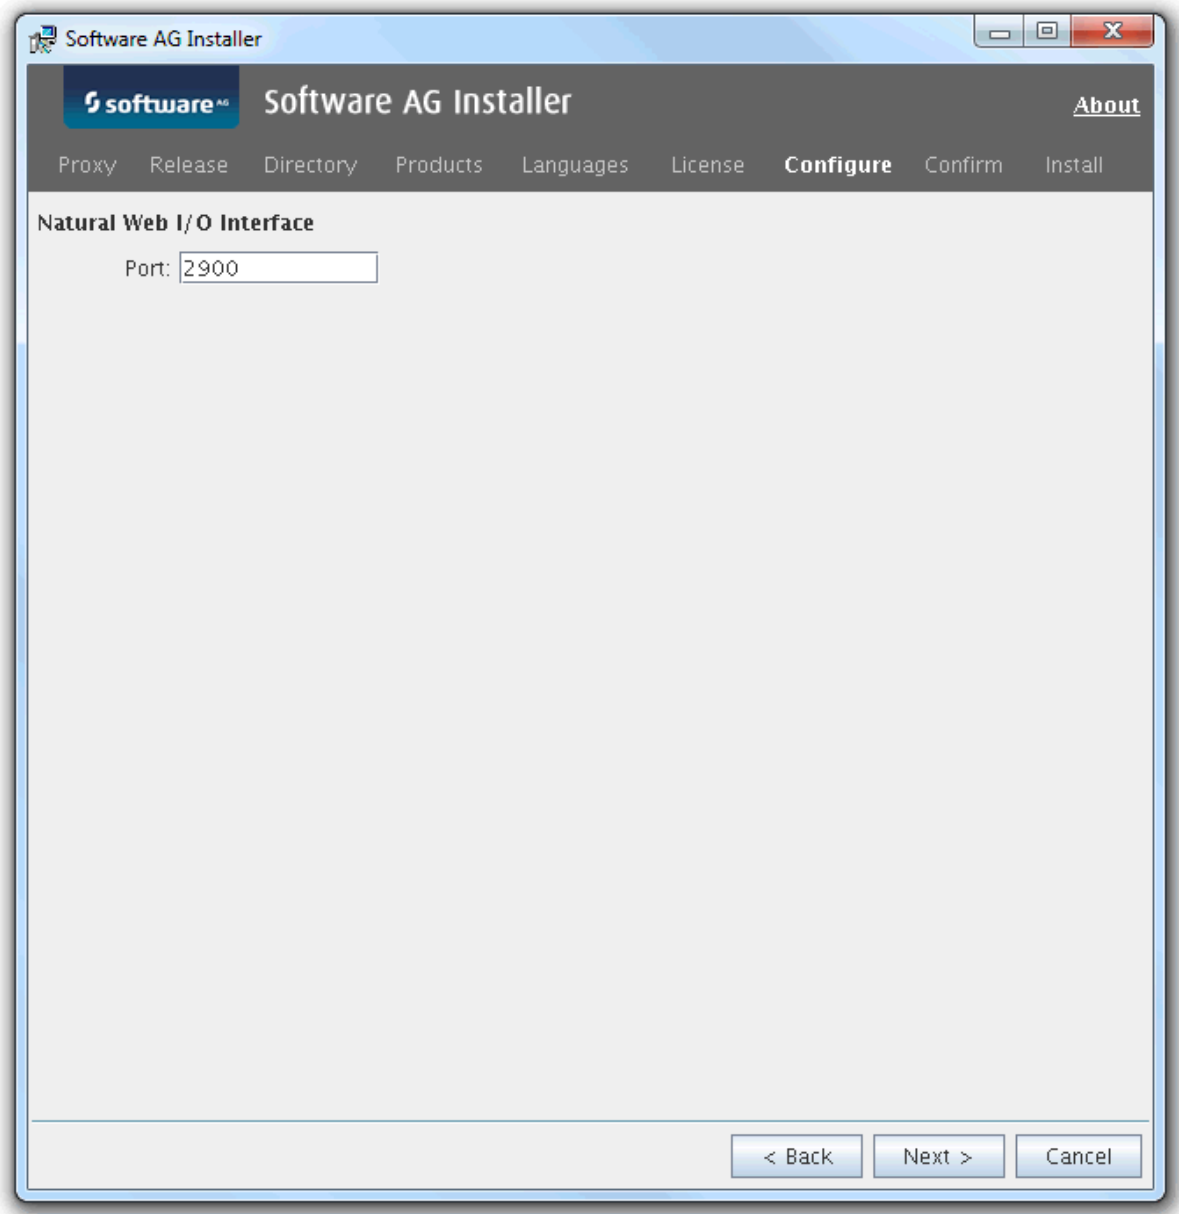 Software AG Installer
software AG Software AG Installer About
Proxy Release Directory Products Languages License Configure Confirm Install
Natural Web I/O Interface
Port: 2900
< Back Next > Cancel